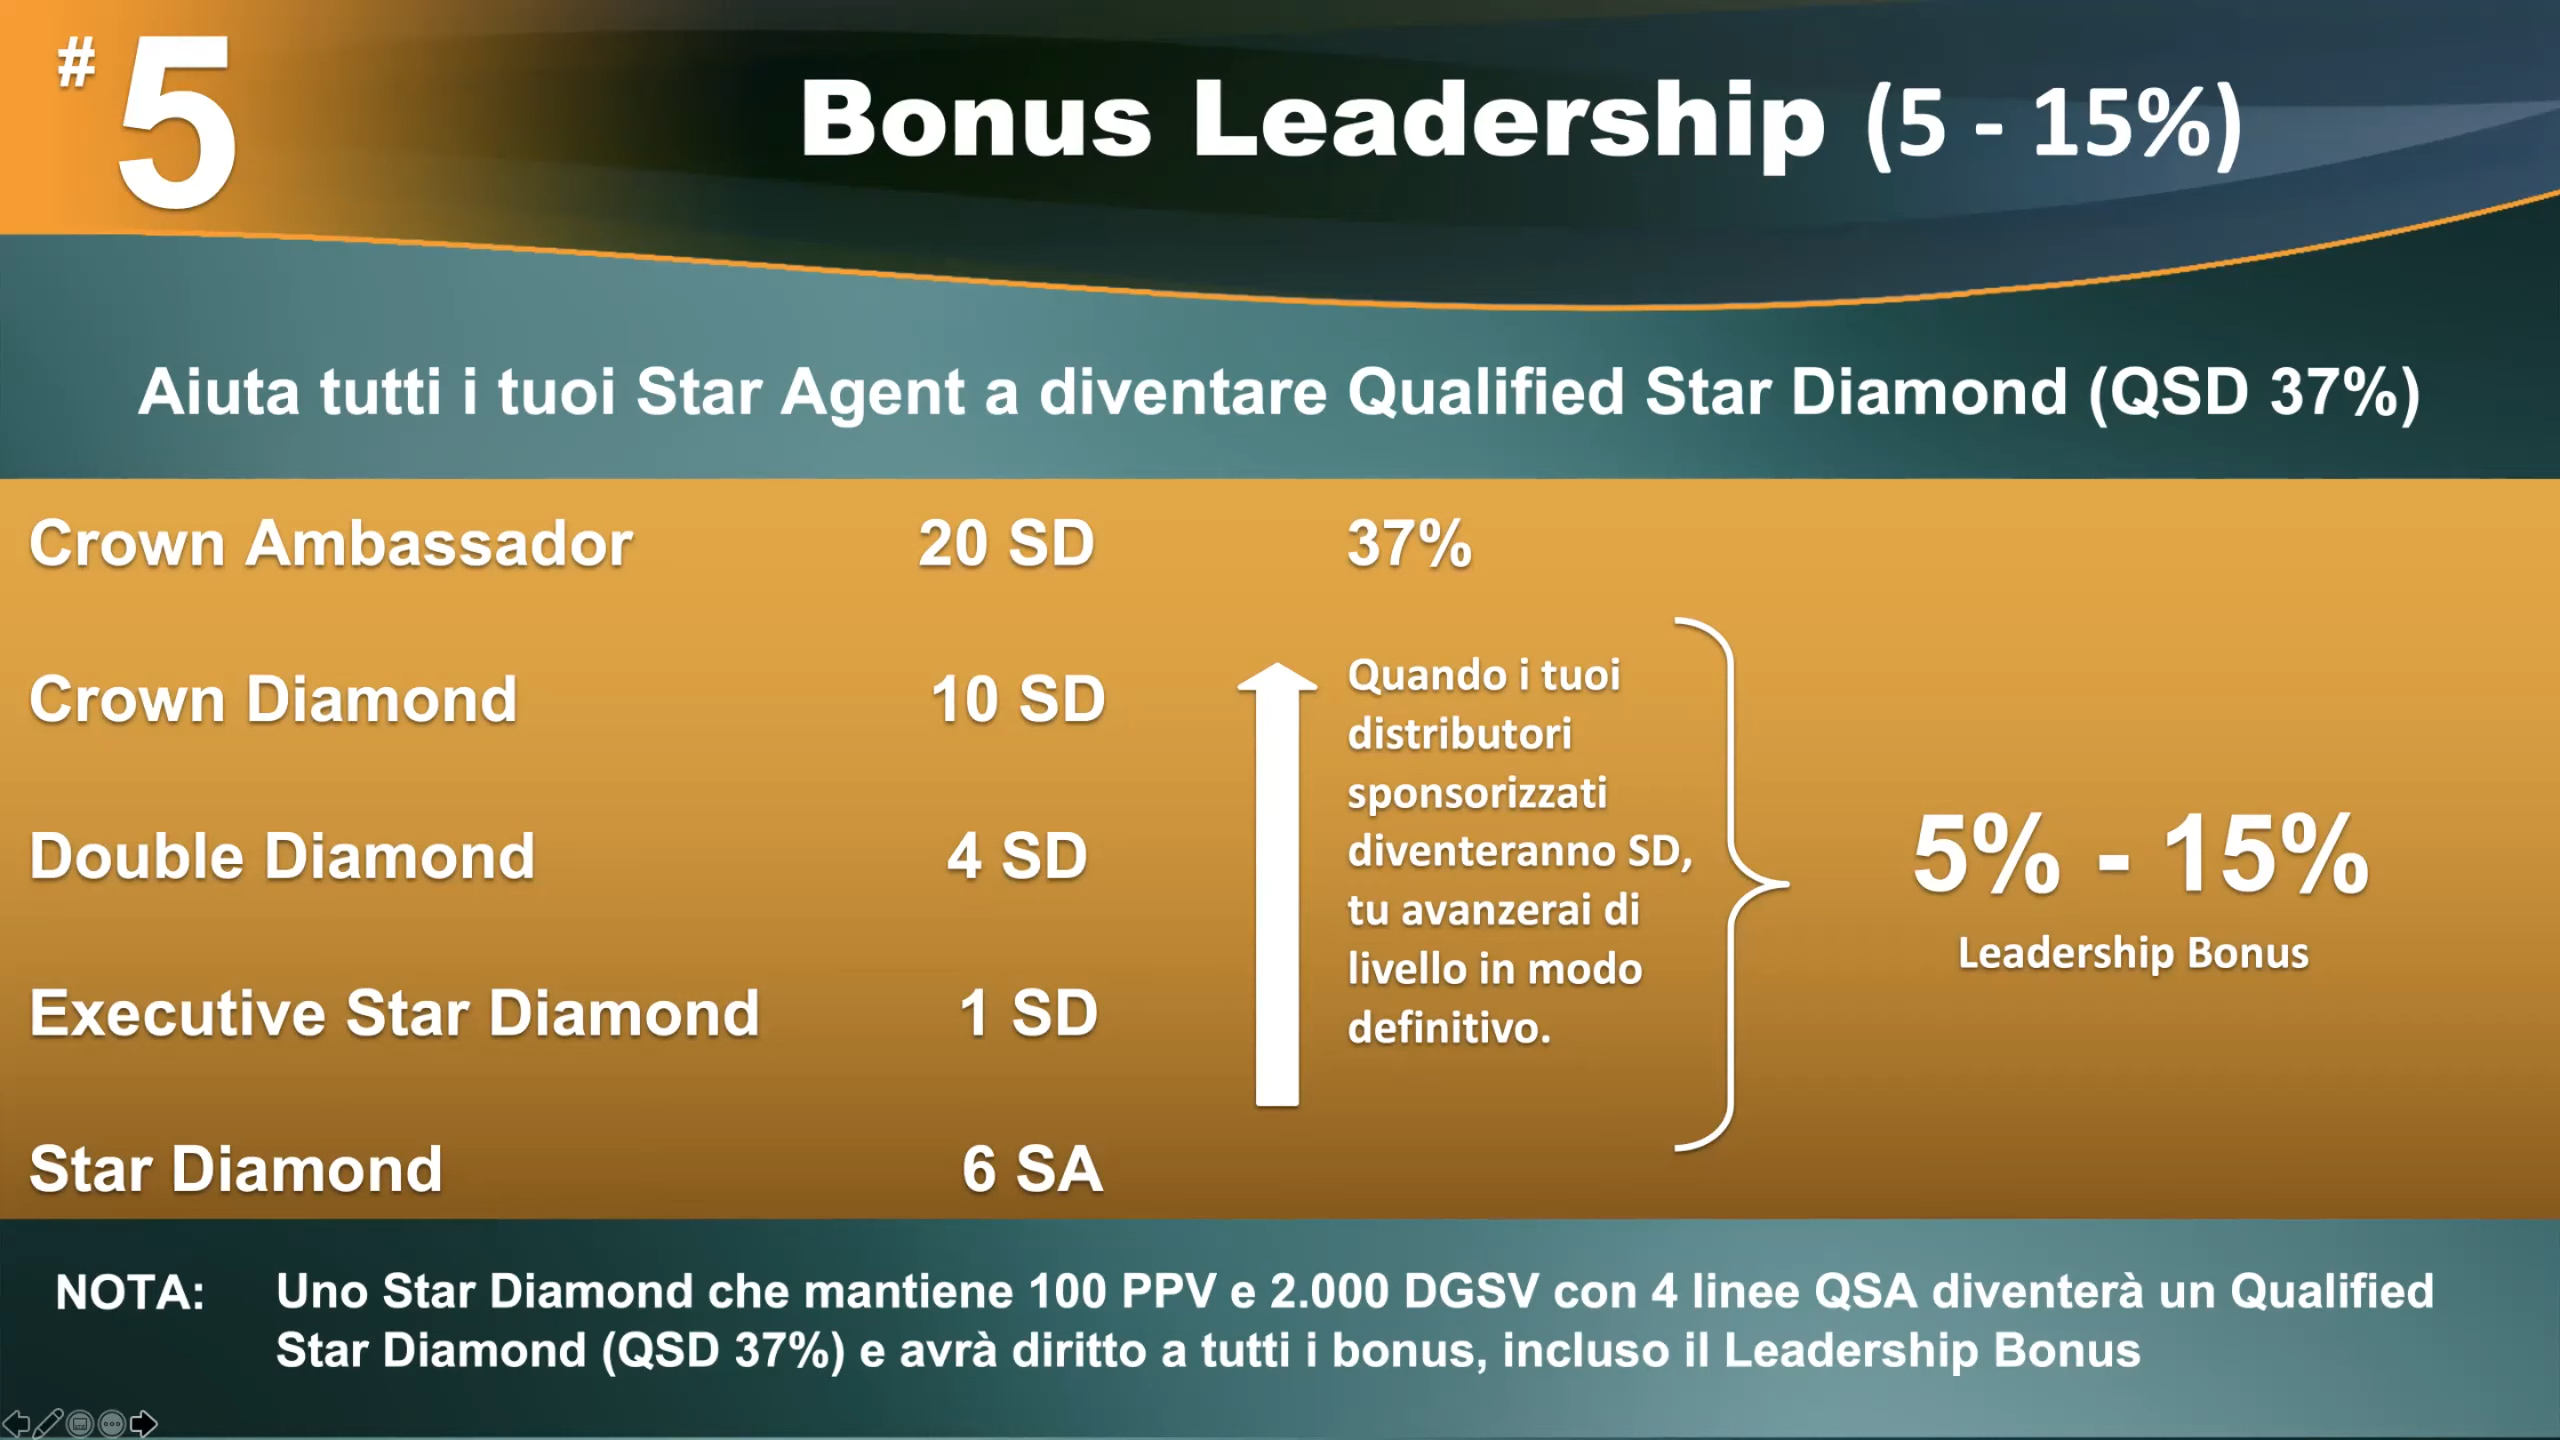 #5
Bonus Leadership (5 - 15%)
Aiuta tutti i tuoi Star Agent a diventare Qualified Star Diamond (QSD 37%)
Crown Ambassador 20 SD 37%
Crown Diamond 10 SD
Double Diamond 4 SD
Executive Star Diamond 1 SD
Star Diamond 6 SA
Quando i tuoi
distributori
sponsorizzati
diventeranno SD,
tu avanzerai di
livello in modo
definitivo.
5% - 15%
Leadership Bonus
NOTA: Uno Star Diamond che mantiene 100 PPV e 2.000 DGSV con 4 linee QSA diventerà un Qualified
Star Diamond (QSD 37%) e avrà diritto a tutti i bonus, incluso il Leadership Bonus